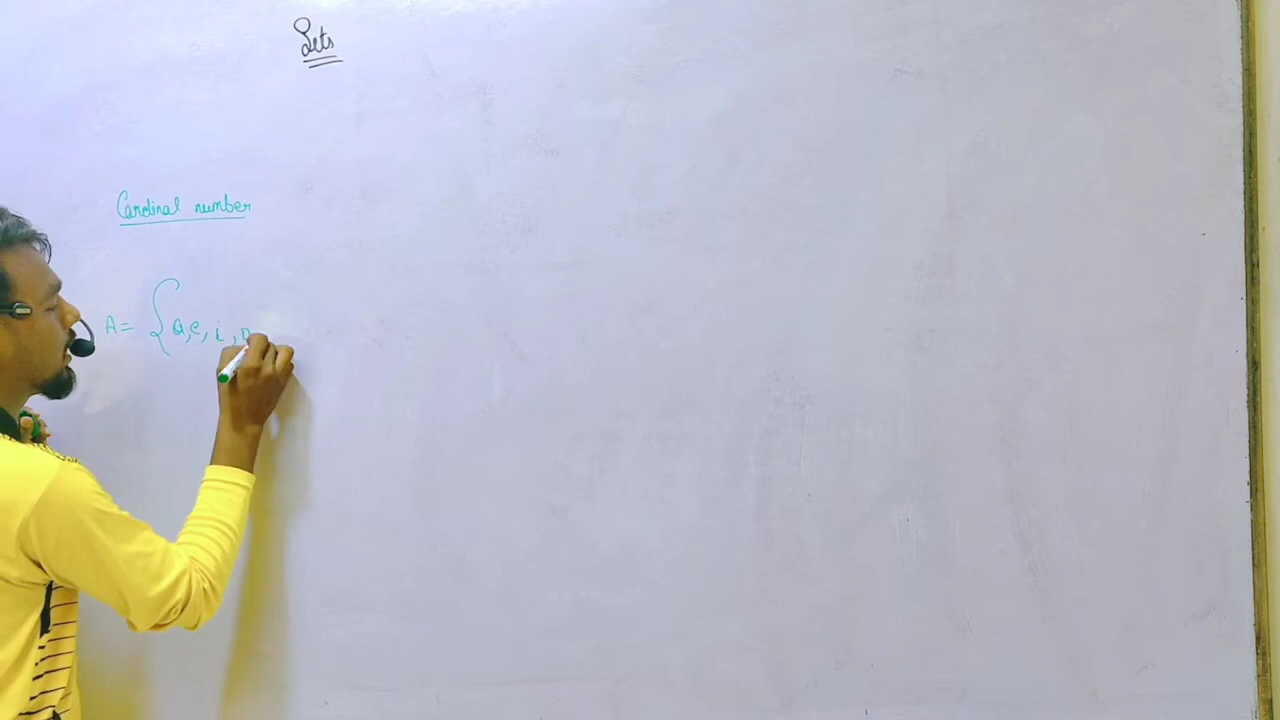 Sets
Cardinal number
A = { a, e, i, o